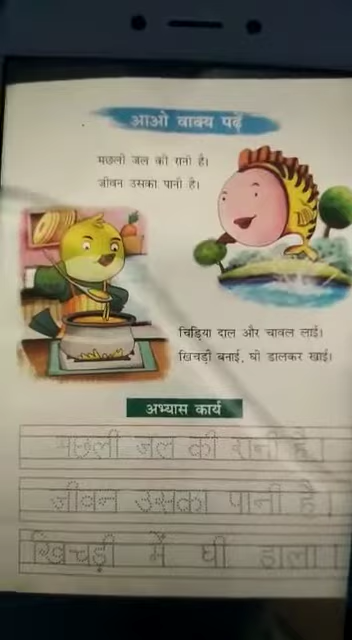 आओ वाक्य पढ़ें
मछली जल की रानी है।
जीवन उसका पानी है।
चिड़िया दाल और चावल लाई।
खिचड़ी बनाई, घी डालकर खाई।
अभ्यास कार्य
मछली जल की रानी है।
जीवन उसका पानी है।
खिचड़ी में घी डाला।